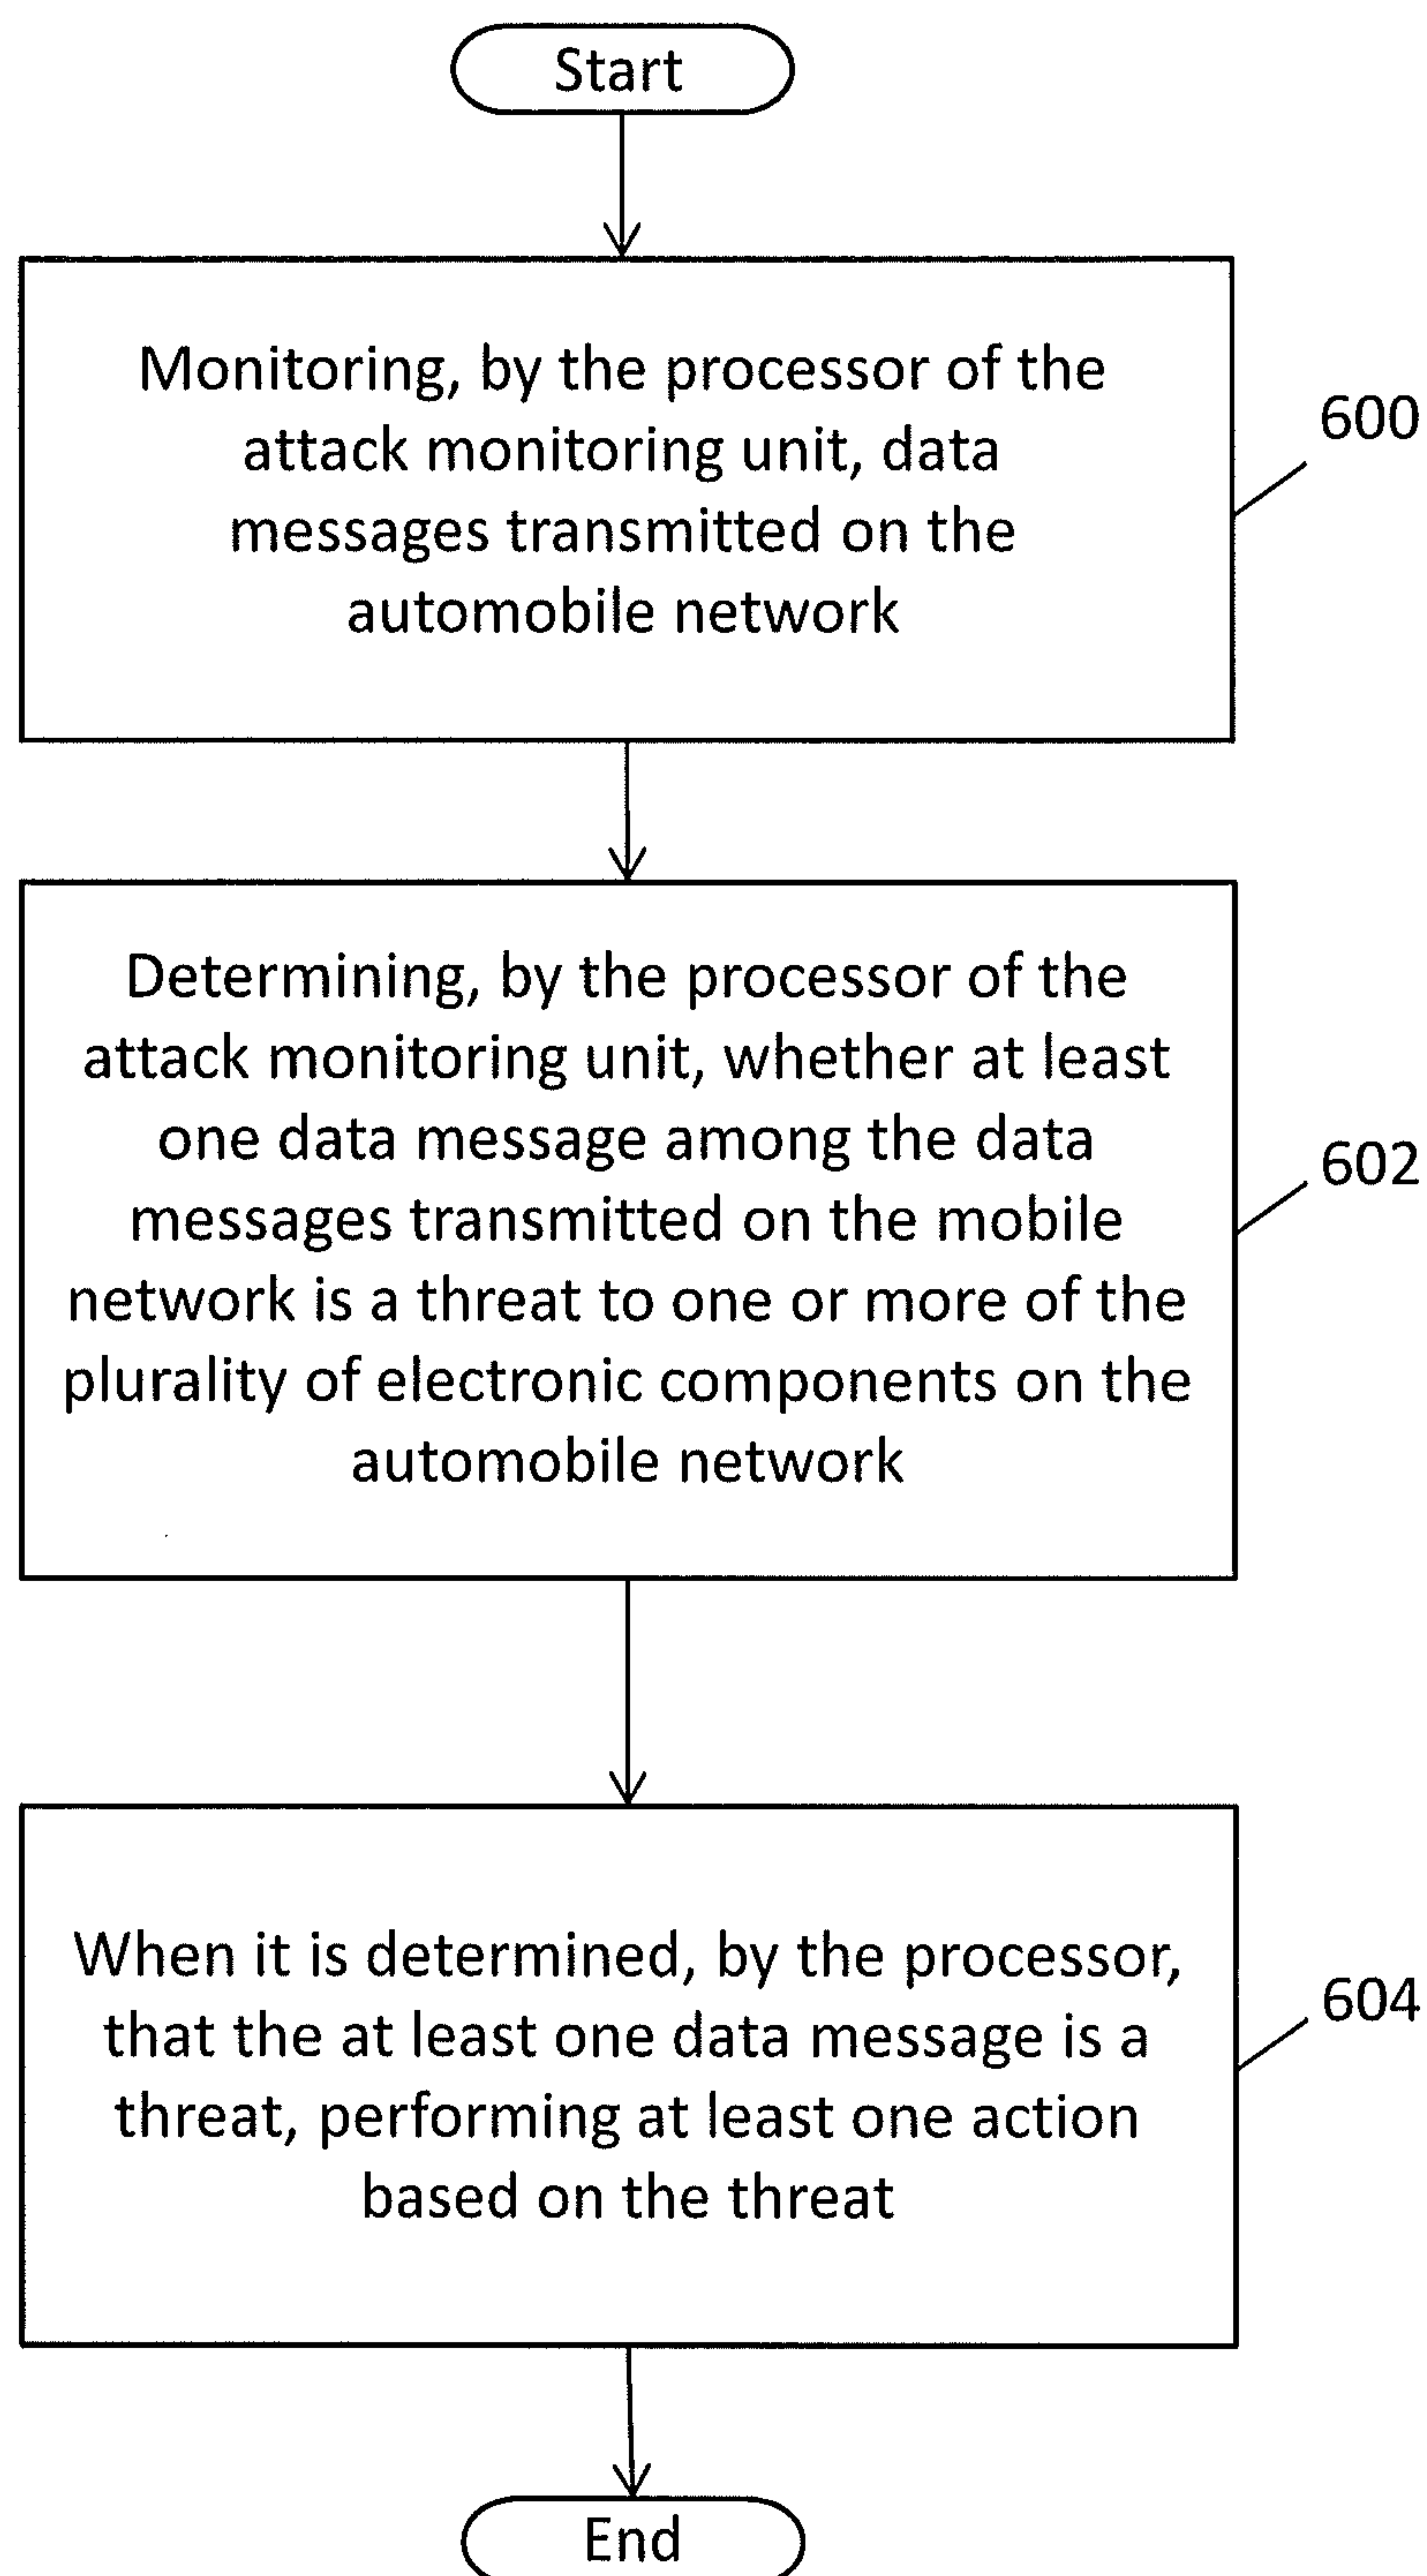 Start
Monitoring, by the processor of the
attack monitoring unit, data
messages transmitted on the
automobile network
600
Determining, by the processor of the
attack monitoring unit, whether at least
one data message among the data
messages transmitted on the mobile
network is a threat to one or more of the
plurality of electronic components on the
automobile network
602
When it is determined, by the processor,
that the at least one data message is a
threat, performing at least one action
based on the threat
604
End